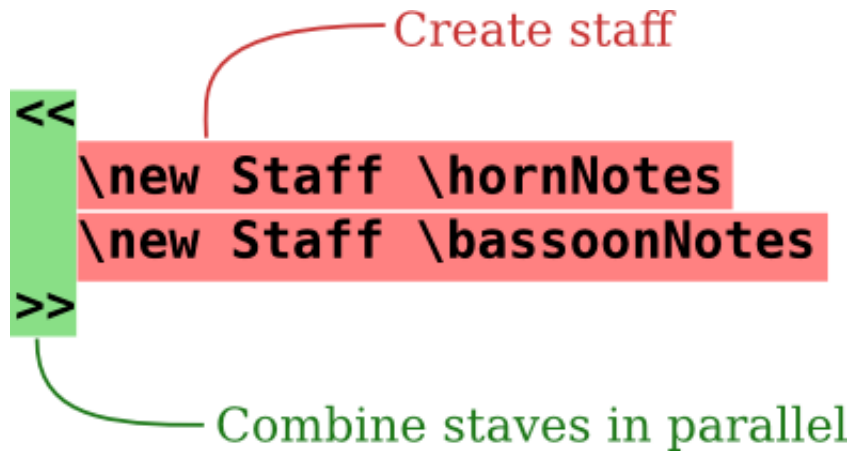 Create staff
<<
\new Staff \hornNotes
\new Staff \bassoonNotes
>>
Combine staves in parallel